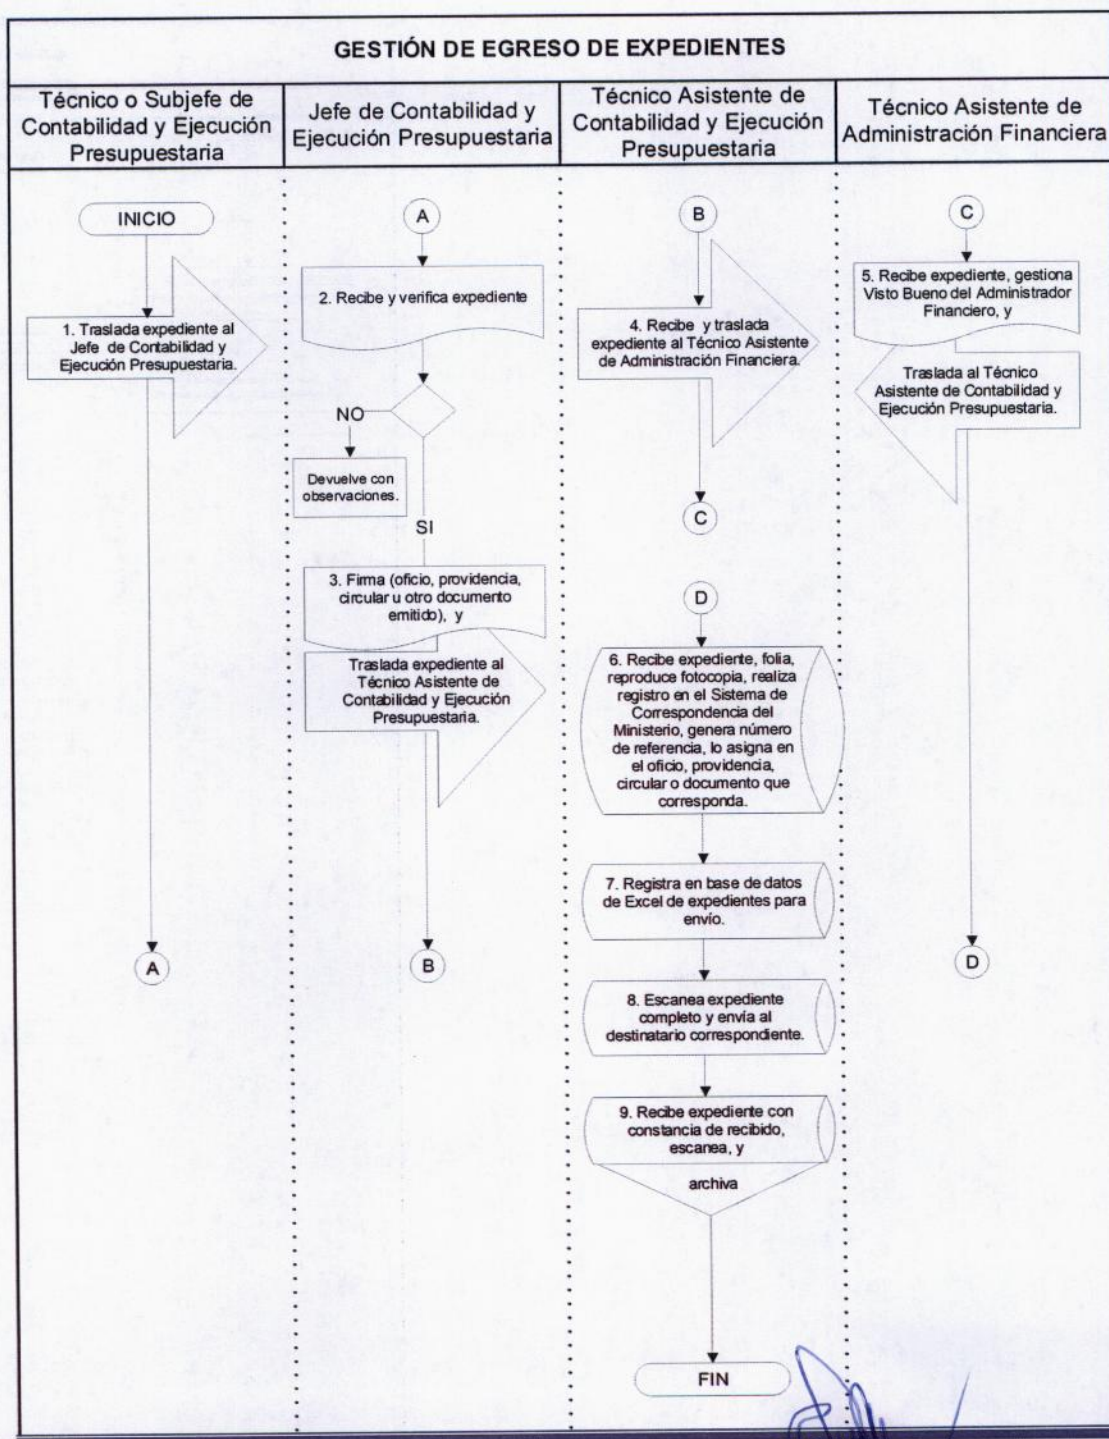 GESTIÓN DE EGRESO DE EXPEDIENTES
Técnico o Subjefe de
Contabilidad y Ejecución
Presupuestaria
Jefe de Contabilidad y
Ejecución Presupuestaria
Técnico Asistente de
Contabilidad y Ejecución
Presupuestaria
Técnico Asistente de
Administración Financiera
INICIO
1. Traslada expediente al
Jefe de Contabilidad y
Ejecución Presupuestaria.
A
A
2. Recibe y verifica expediente
NO
Devuelve con
observaciones.
SI
3. Firma (oficio, providencia,
circular u otro documento
emitido), y
Traslada expediente al
Técnico Asistente de
Contabilidad y Ejecución
Presupuestaria.
B
B
4. Recibe y traslada
expediente al Técnico Asistente
de Administración Financiera.
C
C
5. Recibe expediente, gestiona
Visto Bueno del Administrador
Financiero, y
Traslada al Técnico
Asistente de Contabilidad y
Ejecución Presupuestaria.
D
D
6. Recibe expediente, folia,
reproduce fotocopia, realiza
registro en el Sistema de
Correspondencia del
Ministerio, genera número
de referencia, lo asigna en
el oficio, providencia,
circular o documento que
corresponda.
7. Registra en base de datos
de Excel de expedientes para
envío.
8. Escanea expediente
completo y envía al
destinatario correspondiente.
9. Recibe expediente con
constancia de recibido,
escanea, y
archiva
FIN